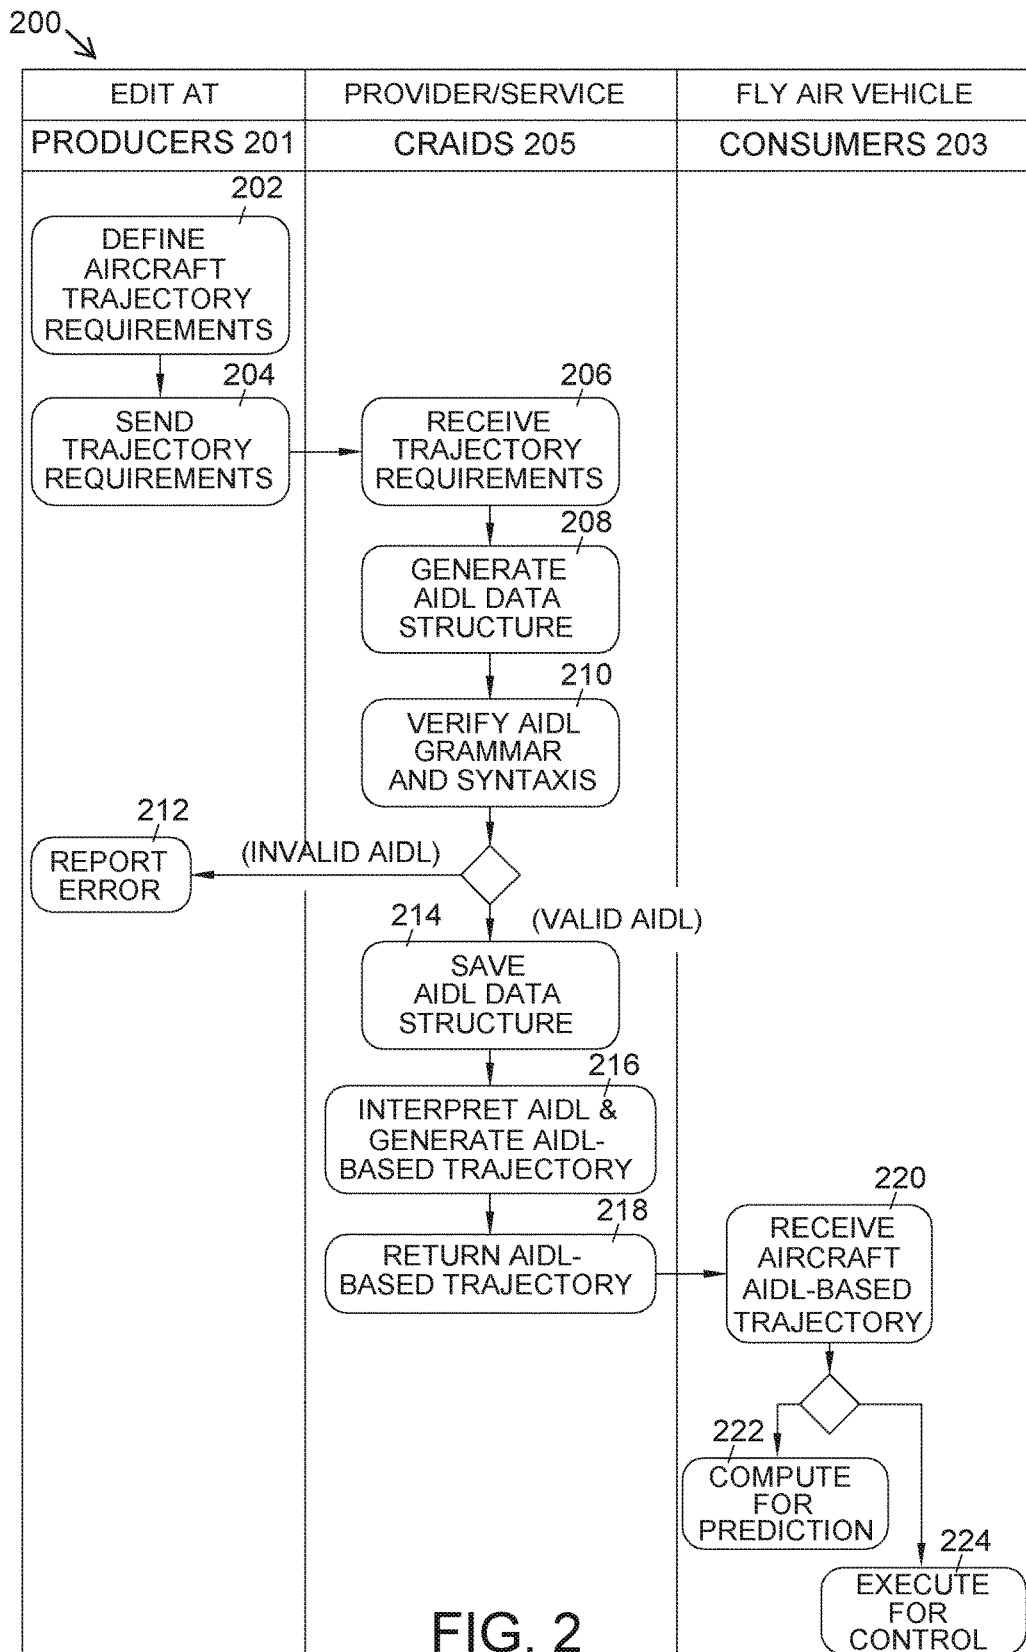 200
EDIT AT
PROVIDER/SERVICE
FLY AIR VEHICLE
PRODUCERS 201
CRAIDS 205
CONSUMERS 203
202
DEFINE
AIRCRAFT
TRAJECTORY
REQUIREMENTS
204
SEND
TRAJECTORY
REQUIREMENTS
206
RECEIVE
TRAJECTORY
REQUIREMENTS
208
GENERATE
AIDL DATA
STRUCTURE
210
VERIFY AIDL
GRAMMAR
AND SYNTAXIS
212
REPORT
ERROR
(INVALID AIDL)
(VALID AIDL)
214
SAVE
AIDL DATA
STRUCTURE
216
INTERPRET AIDL &
GENERATE AIDL-
BASED TRAJECTORY
218
RETURN AIDL-
BASED TRAJECTORY
220
RECEIVE
AIRCRAFT
AIDL-BASED
TRAJECTORY
222
COMPUTE
FOR
PREDICTION
224
EXECUTE
FOR
CONTROL
FIG. 2